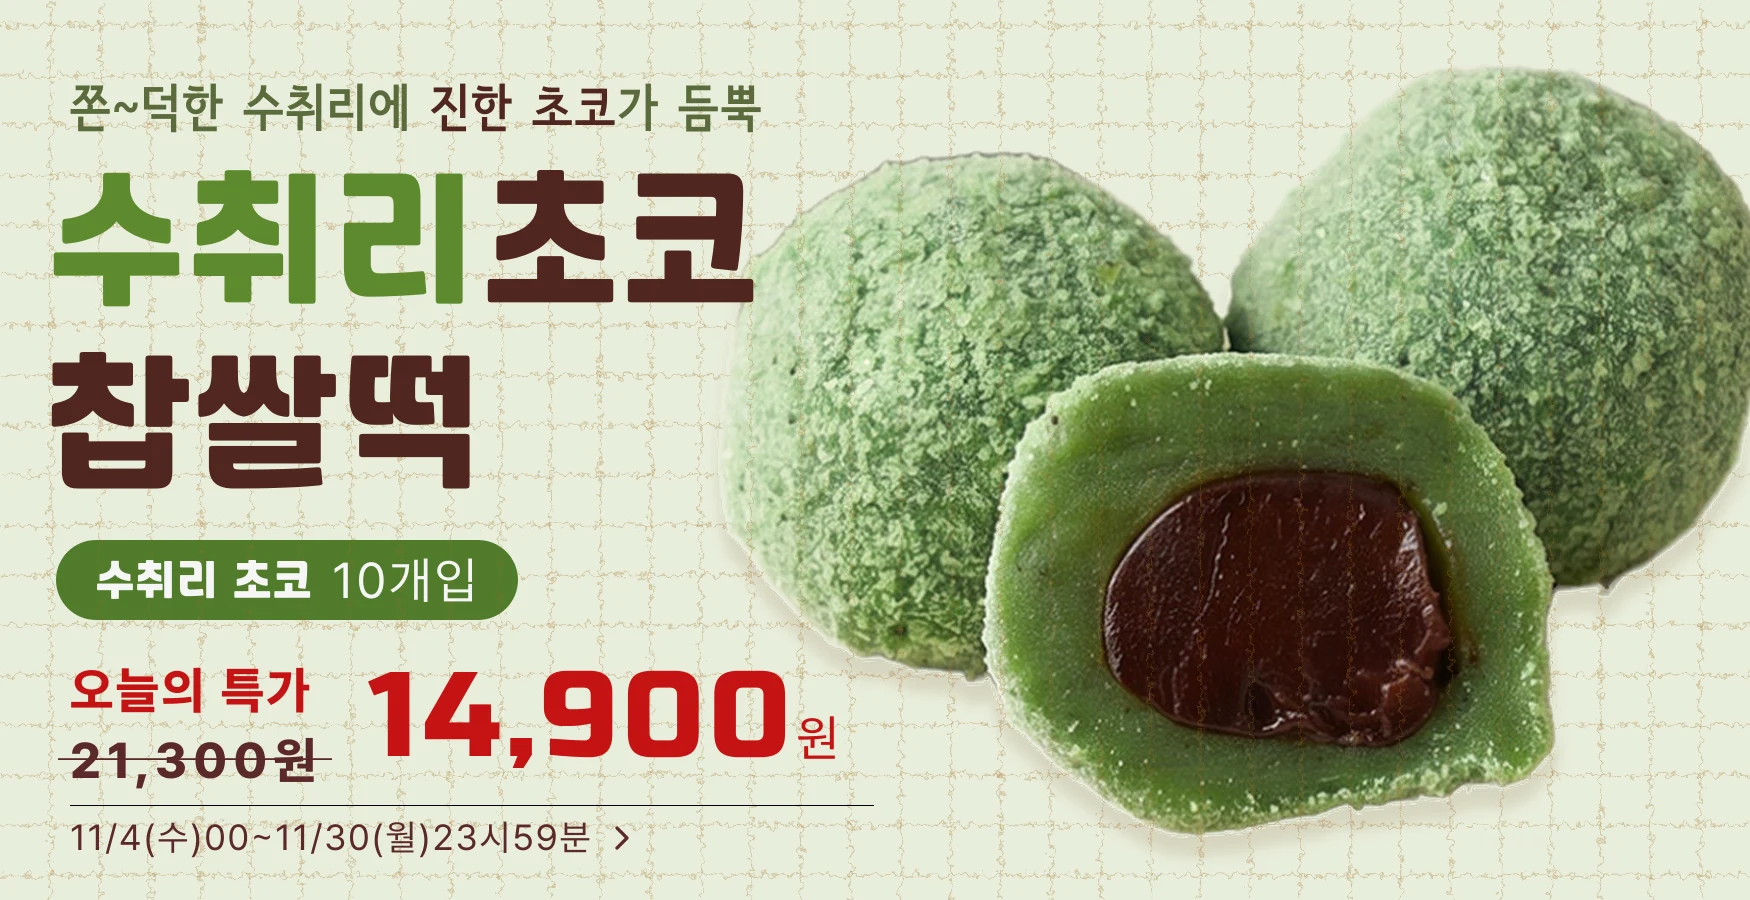 쫀~덕한 수취리에 진한 초코가 듬뿍
수취리초코
찹쌀떡
수취리 초코 10개입
오늘의 특가
21,300원
14,900원
11/4(수)00~11/30(월)23시59분 >